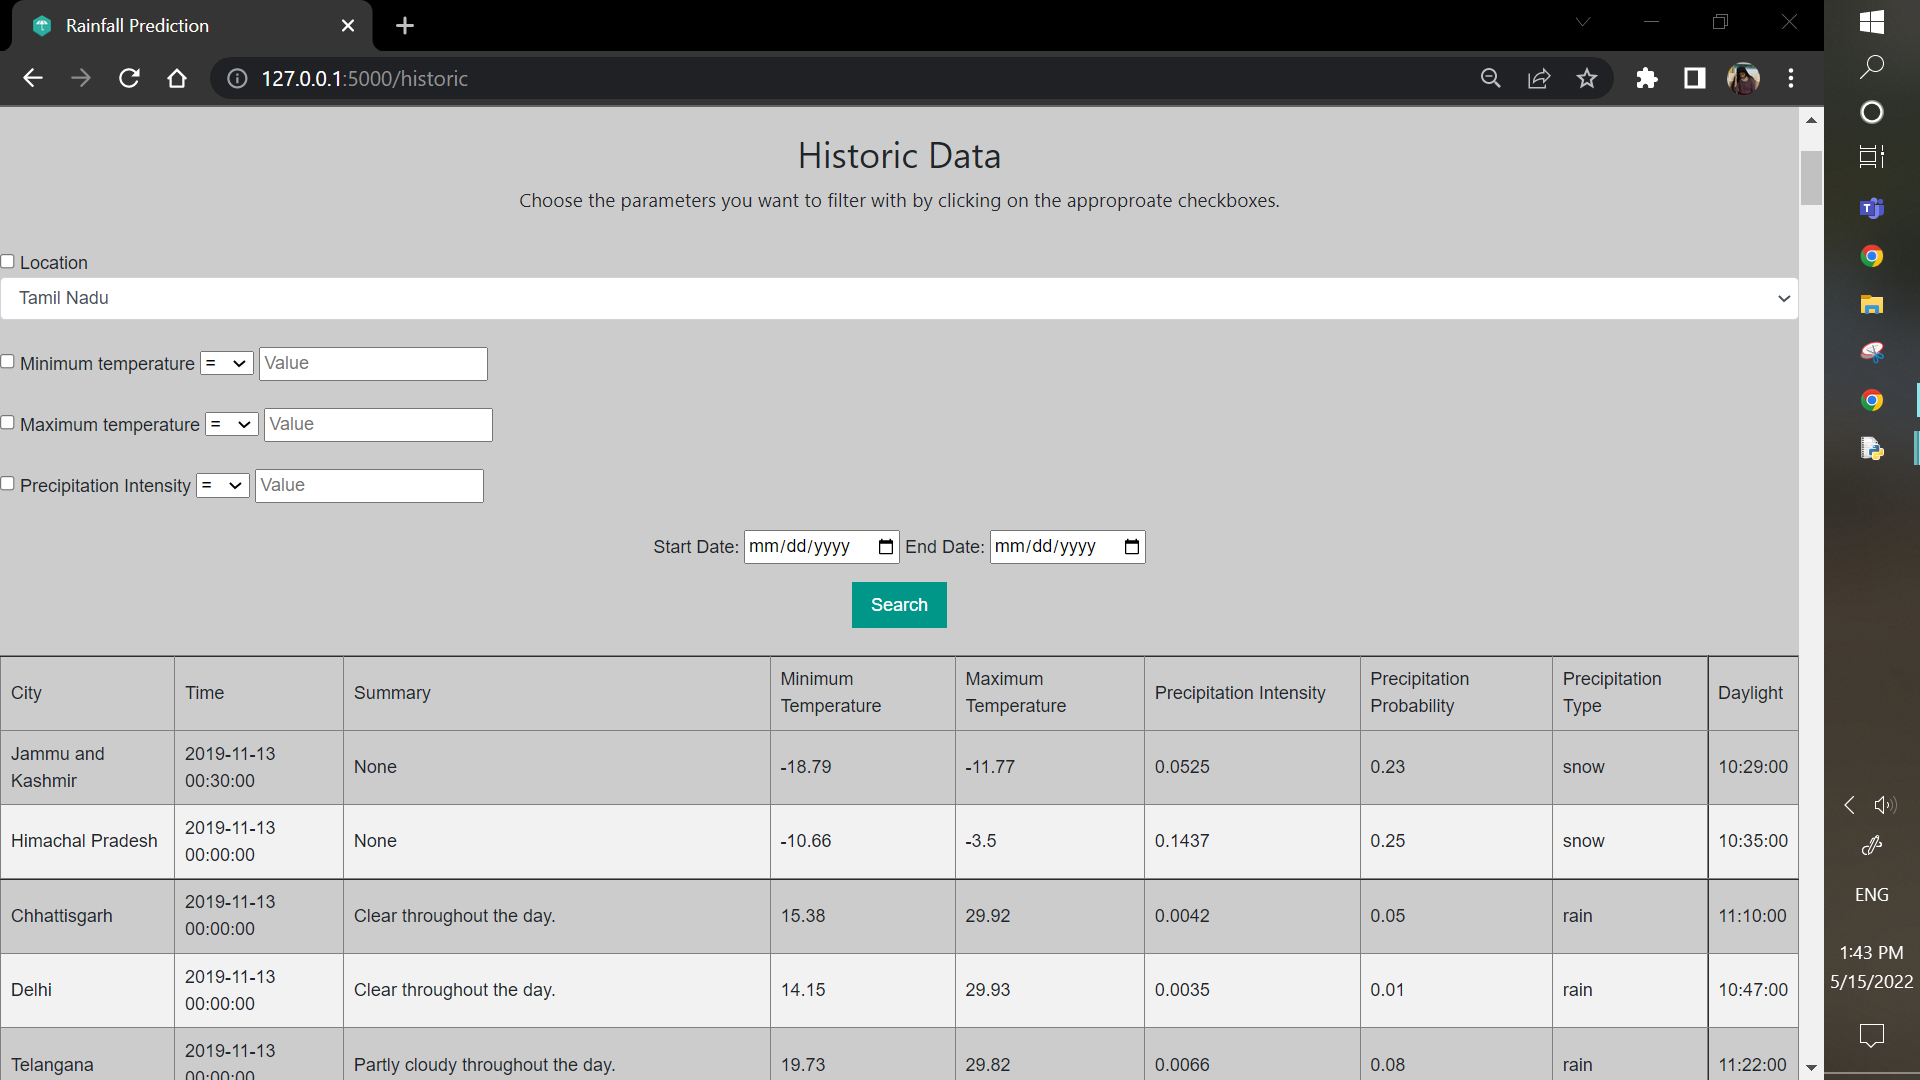 Rainfall Prediction
127.0.0.1:5000/historic
Historic Data
Choose the parameters you want to filter with by clicking on the approproate checkboxes.
Location
Tamil Nadu
Minimum temperature = Value
Maximum temperature = Value
Precipitation Intensity = Value
Start Date: mm/dd/yyyy End Date: mm/dd/yyyy
Search
City Time Summary Minimum Temperature Maximum Temperature Precipitation Intensity Precipitation Probability Precipitation Type Daylight
Jammu and Kashmir 2019-11-13 00:30:00 None -18.79 -11.77 0.0525 0.23 snow 10:29:00
Himachal Pradesh 2019-11-13 00:00:00 None -10.66 -3.5 0.1437 0.25 snow 10:35:00
Chhattisgarh 2019-11-13 00:00:00 Clear throughout the day. 15.38 29.92 0.0042 0.05 rain 11:10:00
Delhi 2019-11-13 00:00:00 Clear throughout the day. 14.15 29.93 0.0035 0.01 rain 10:47:00
Telangana 2019-11-13 00:00:00 Partly cloudy throughout the day. 19.73 29.82 0.0066 0.08 rain 11:22:00
ENG
1:43 PM
5/15/2022